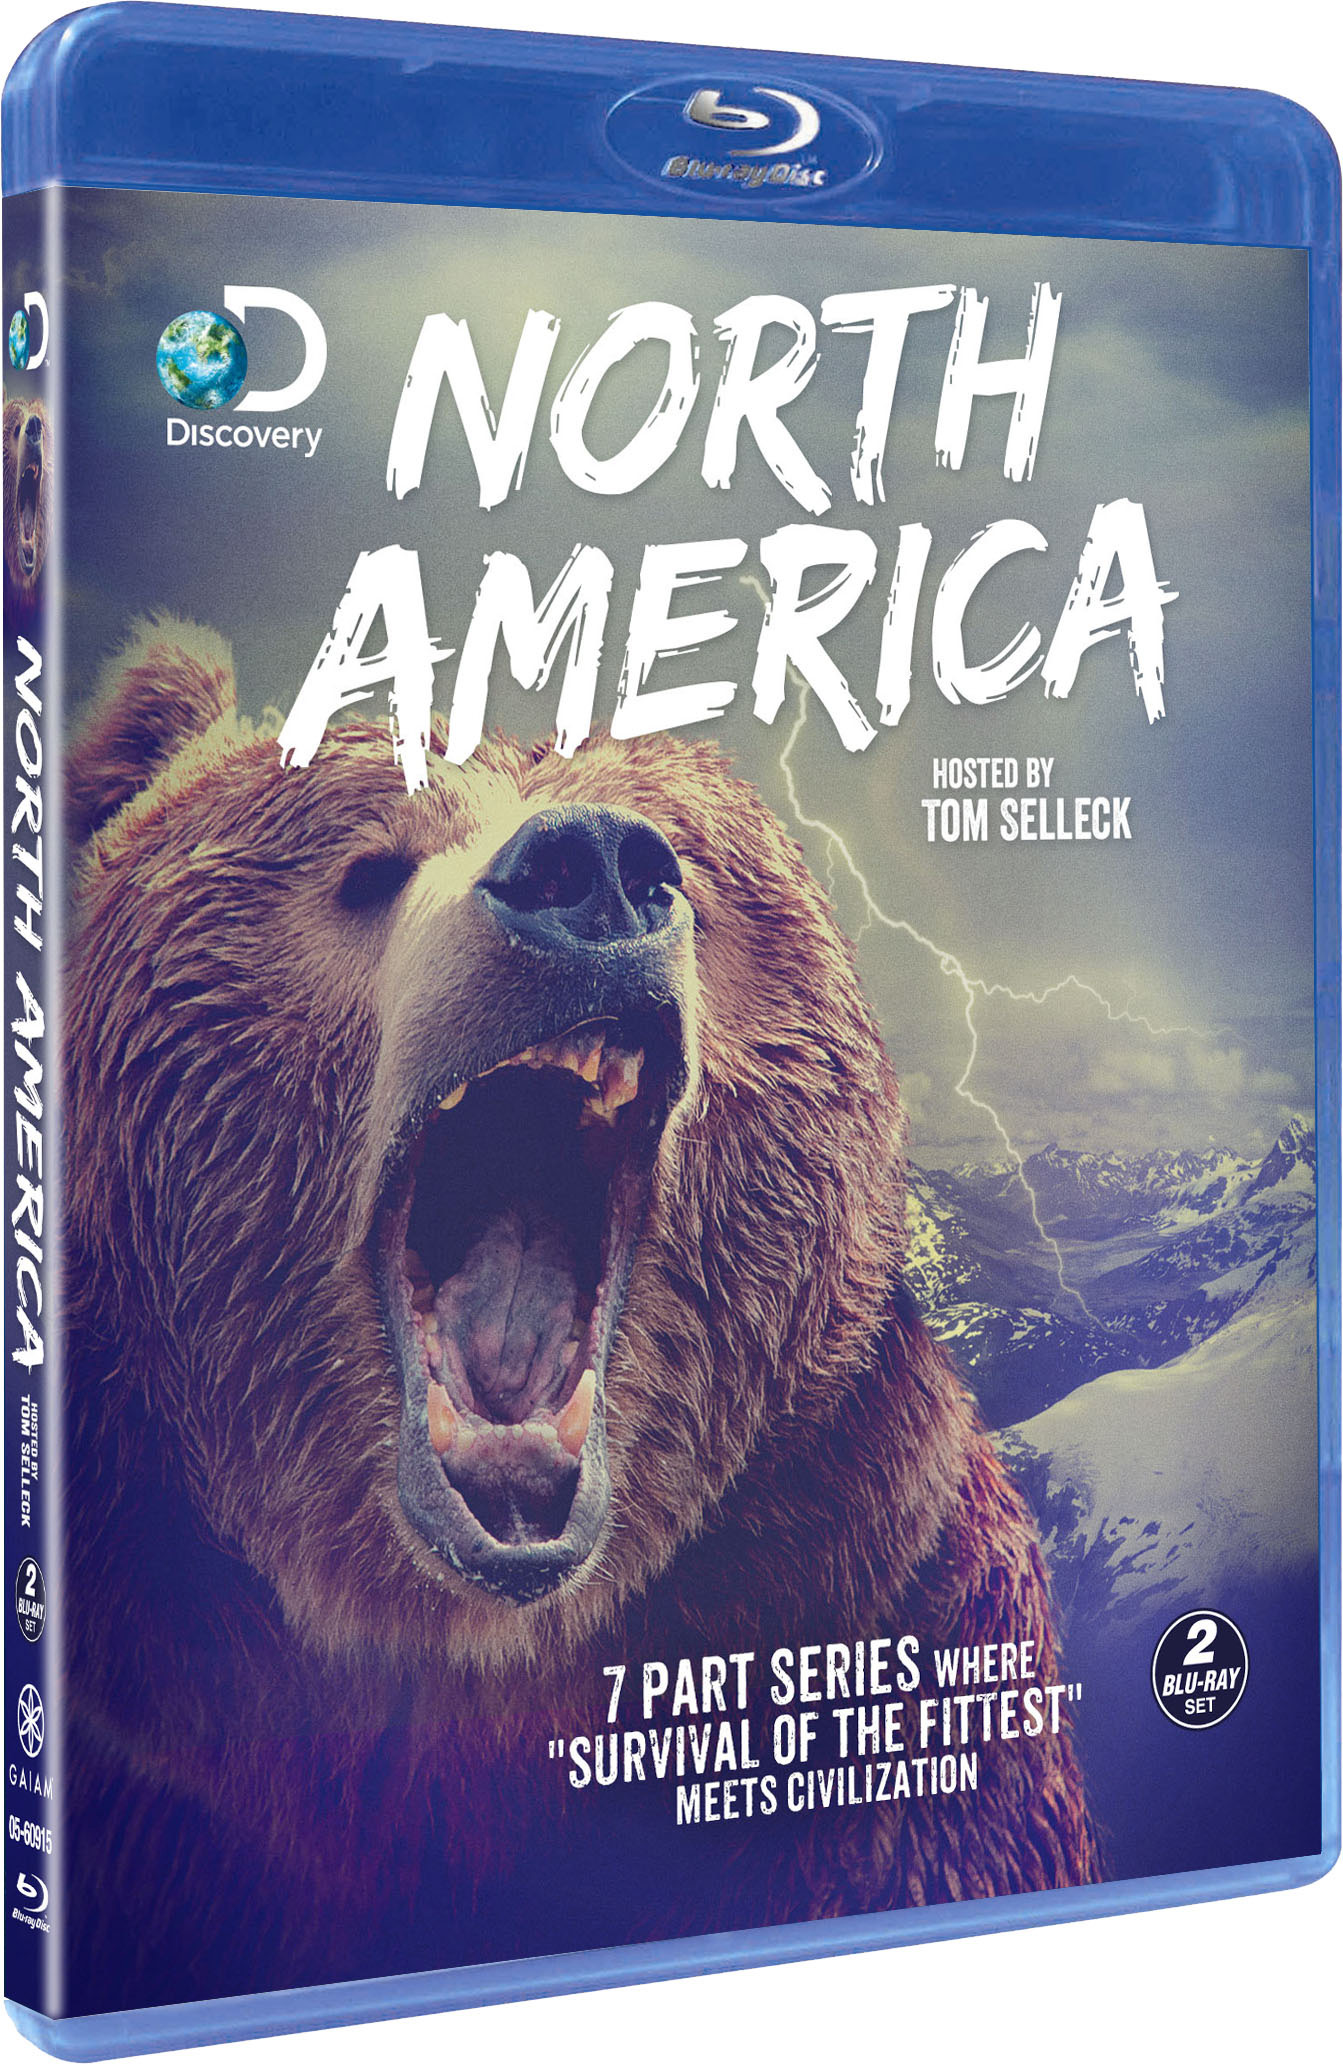 Blu-ray Disc
Discovery
NORTH
AMERICA
HOSTED BY
TOM SELLECK
7 PART SERIES WHERE
"SURVIVAL OF THE FITTEST"
MEETS CIVILIZATION
2
BLU-RAY
SET
NORTH AMERICA
HOSTED BY
TOM SELLECK
2
BLU-RAY
SET
GAIAM
05-60915
Blu-ray Disc